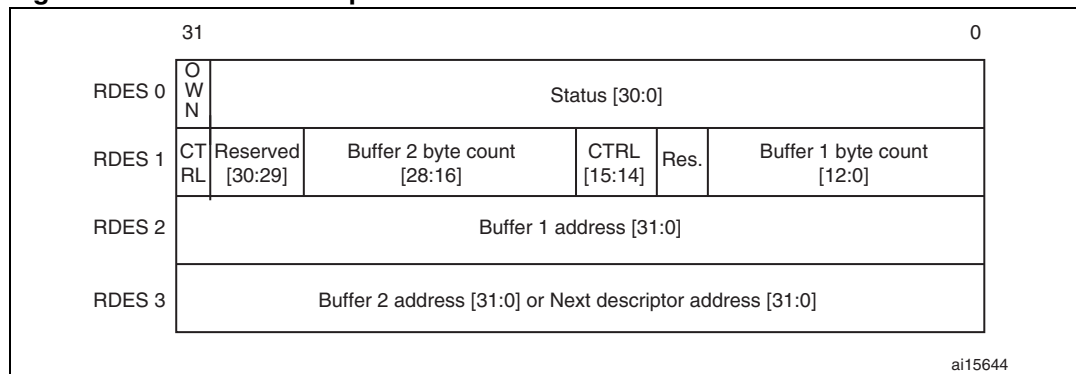 31 0
RDES 0
O
W
N
Status [30:0]
RDES 1
CT
RL
Reserved
[30:29]
Buffer 2 byte count
[28:16]
CTRL
[15:14]
Res.
Buffer 1 byte count
[12:0]
RDES 2
Buffer 1 address [31:0]
RDES 3
Buffer 2 address [31:0] or Next descriptor address [31:0]
ai15644